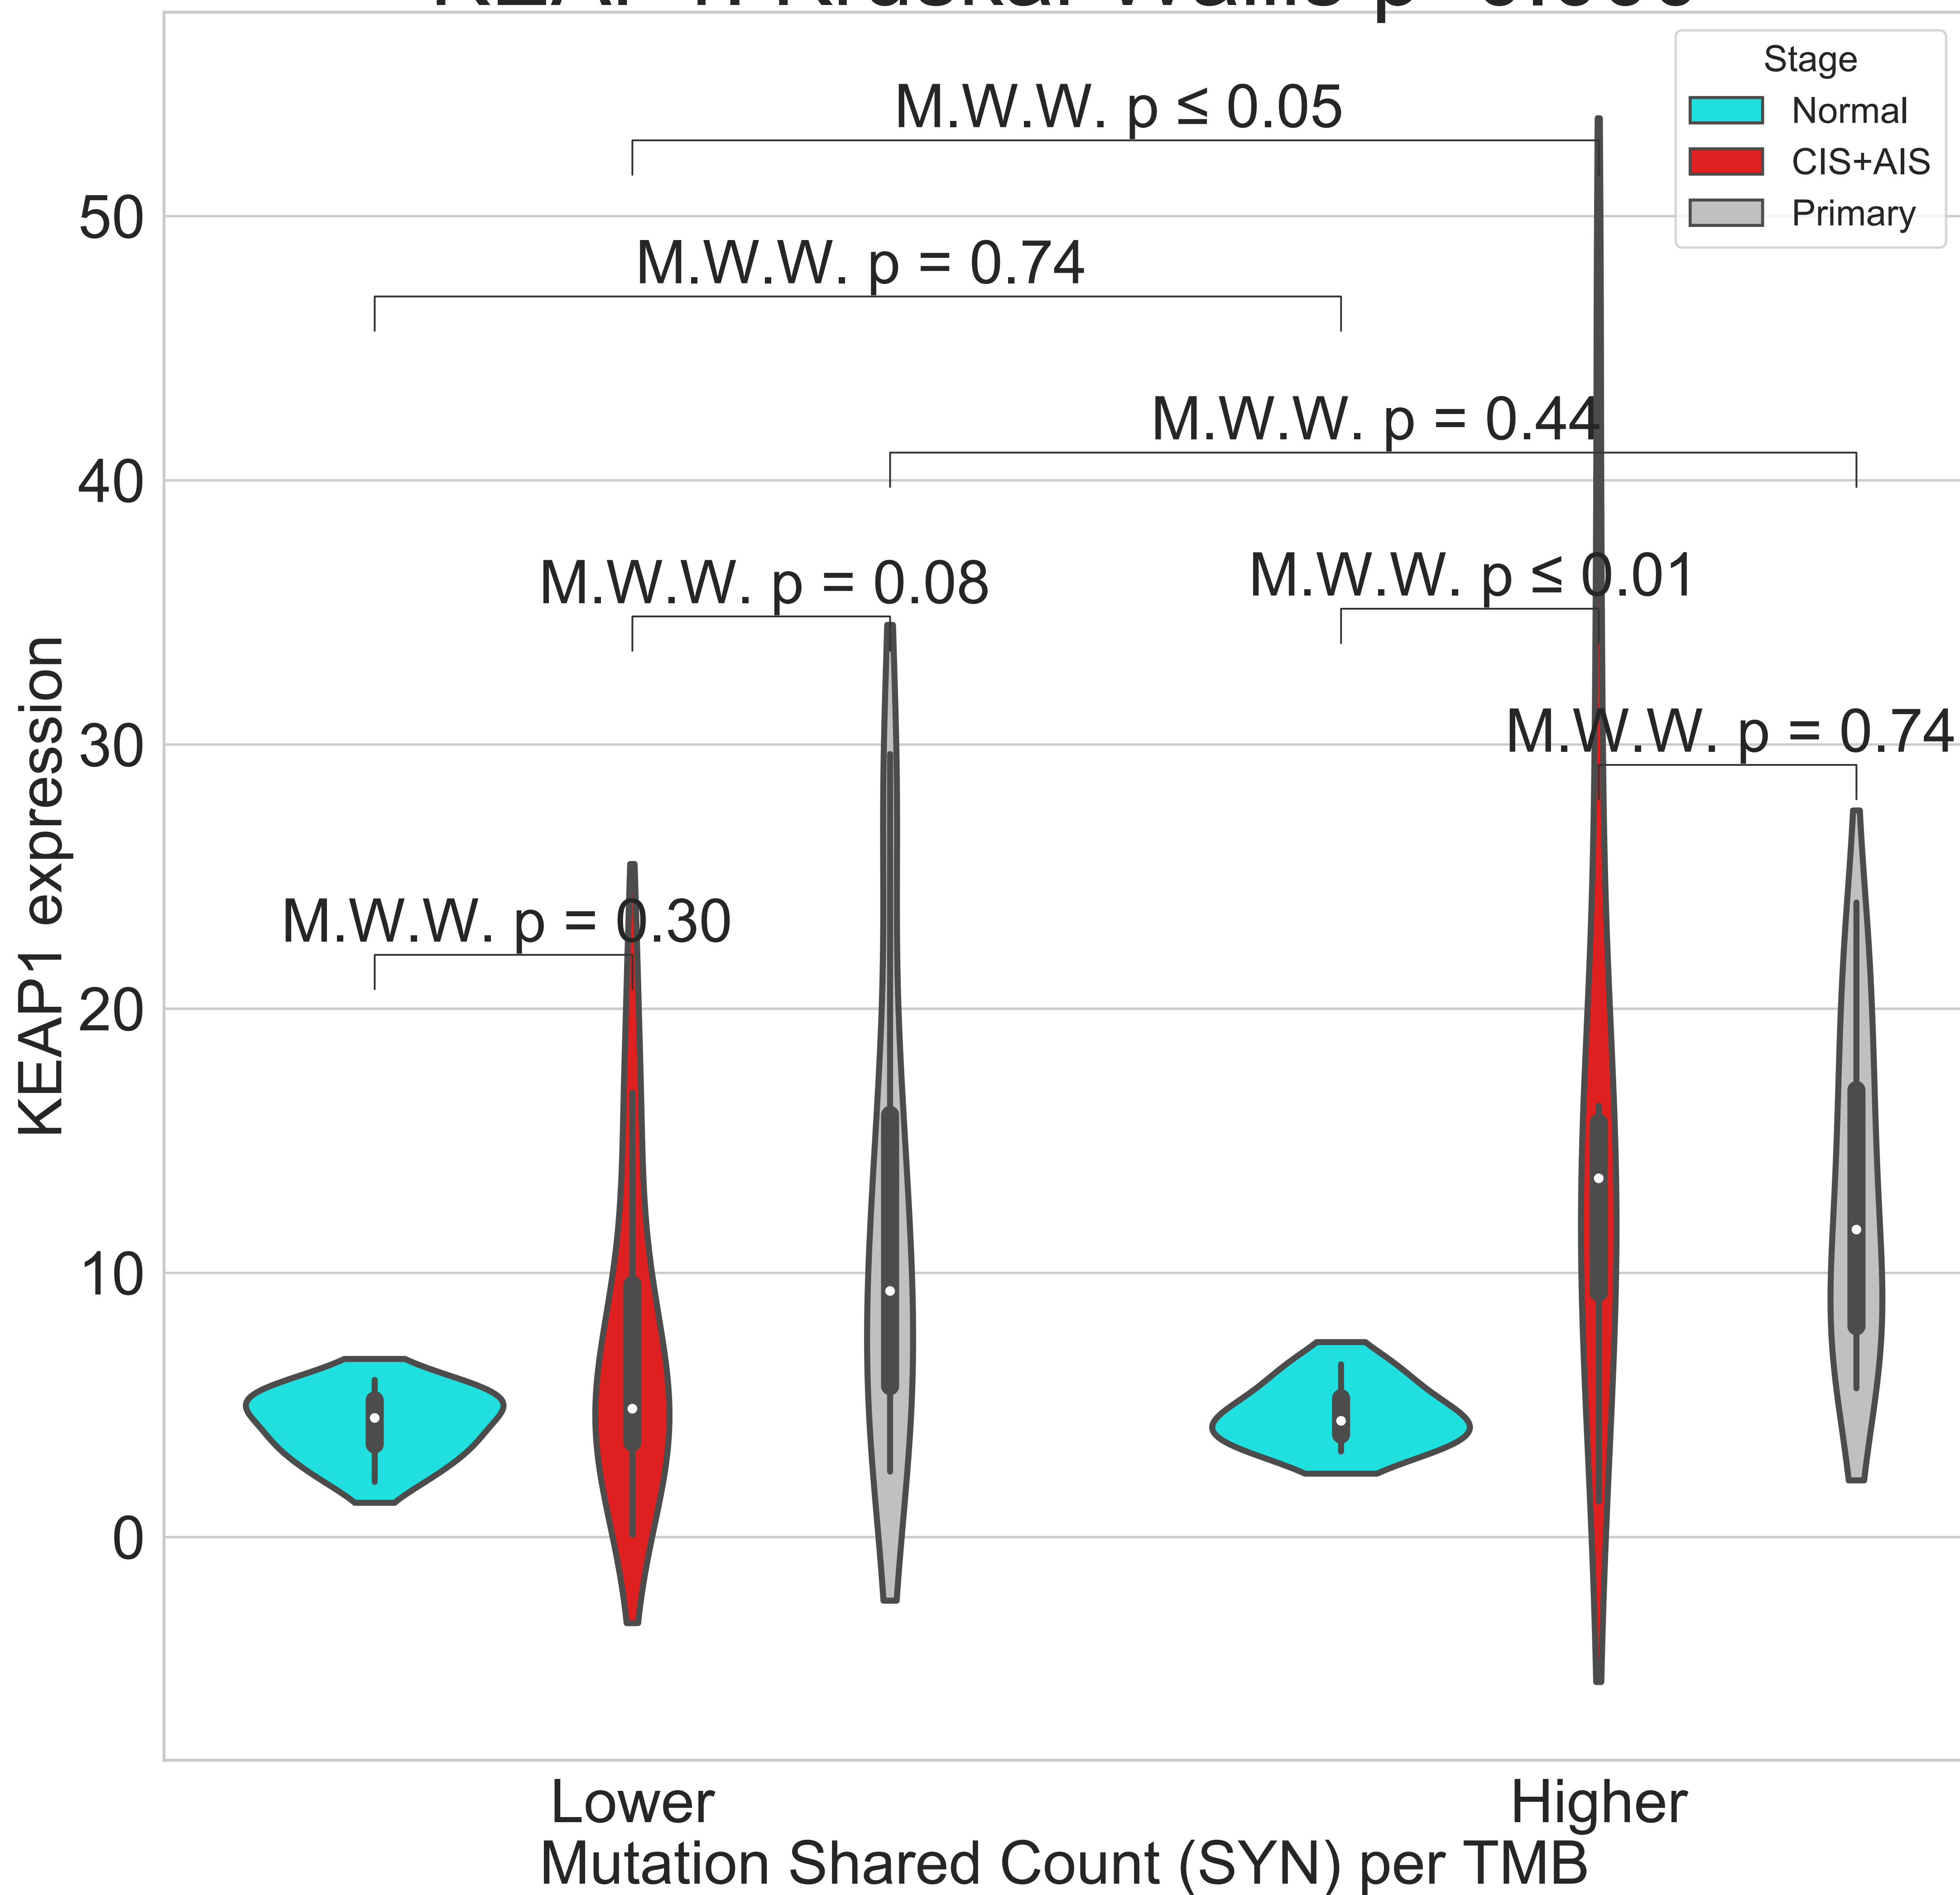 Stage
Normal
CIS+AIS
Primary
M.W.W. p ≤ 0.05
M.W.W. p = 0.74
M.W.W. p = 0.44
M.W.W. p = 0.08
M.W.W. p ≤ 0.01
M.W.W. p = 0.74
M.W.W. p = 0.30
50
40
30
20
10
0
KEAP1 expression
Lower
Higher
Mutation Shared Count (SYN) per TMB